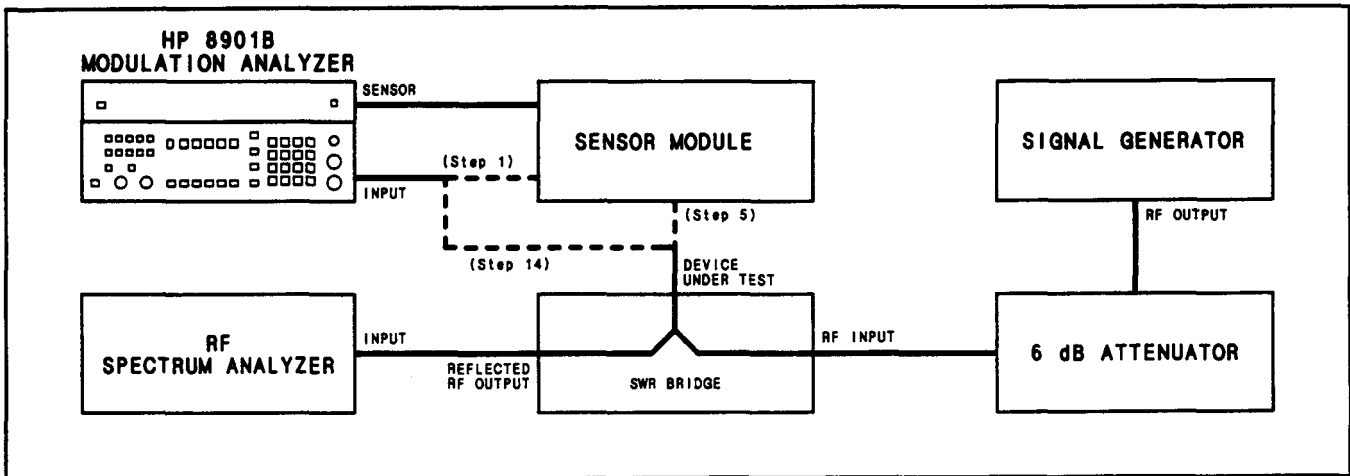 HP 8901B
MODULATION ANALYZER
SENSOR
SENSOR MODULE
SIGNAL GENERATOR
(Step 1)
INPUT
(Step 5)
RF OUTPUT
(Step 14)
DEVICE
UNDER TEST
RF
SPECTRUM ANALYZER
INPUT
REFLECTED
RF OUTPUT
SWR BRIDGE
RF INPUT
6 dB ATTENUATOR